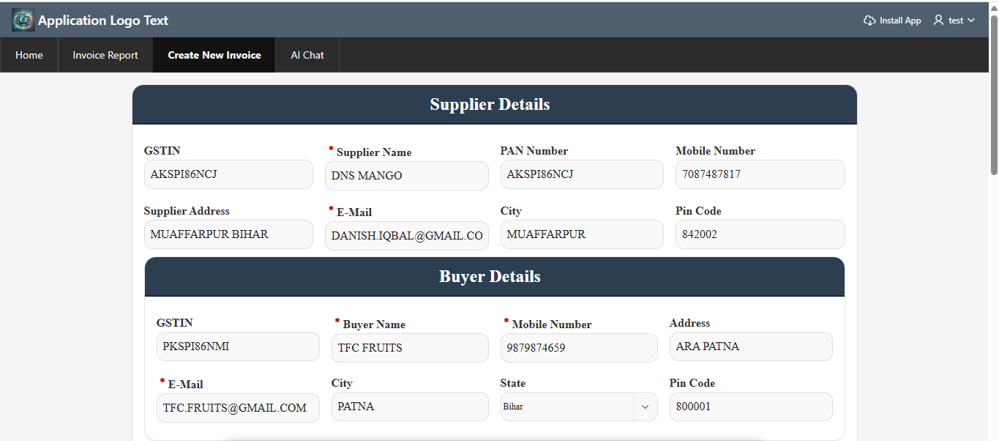 Application Logo Text
Install App
test
Home
Invoice Report
Create New Invoice
AI Chat
Supplier Details
GSTIN
* Supplier Name
PAN Number
Mobile Number
AKSPI86NCJ
DNS MANGO
AKSPI86NCJ
7087487817
Supplier Address
* E-Mail
City
Pin Code
MUAFFARPUR BIHAR
DANISH.IQBAL@GMAIL.CO
MUAFFARPUR
842002
Buyer Details
GSTIN
* Buyer Name
* Mobile Number
Address
PKSPI86NMI
TFC FRUITS
9879874659
ARA PATNA
* E-Mail
City
State
Pin Code
TFC.FRUITS@GMAIL.COM
PATNA
Bihar
800001